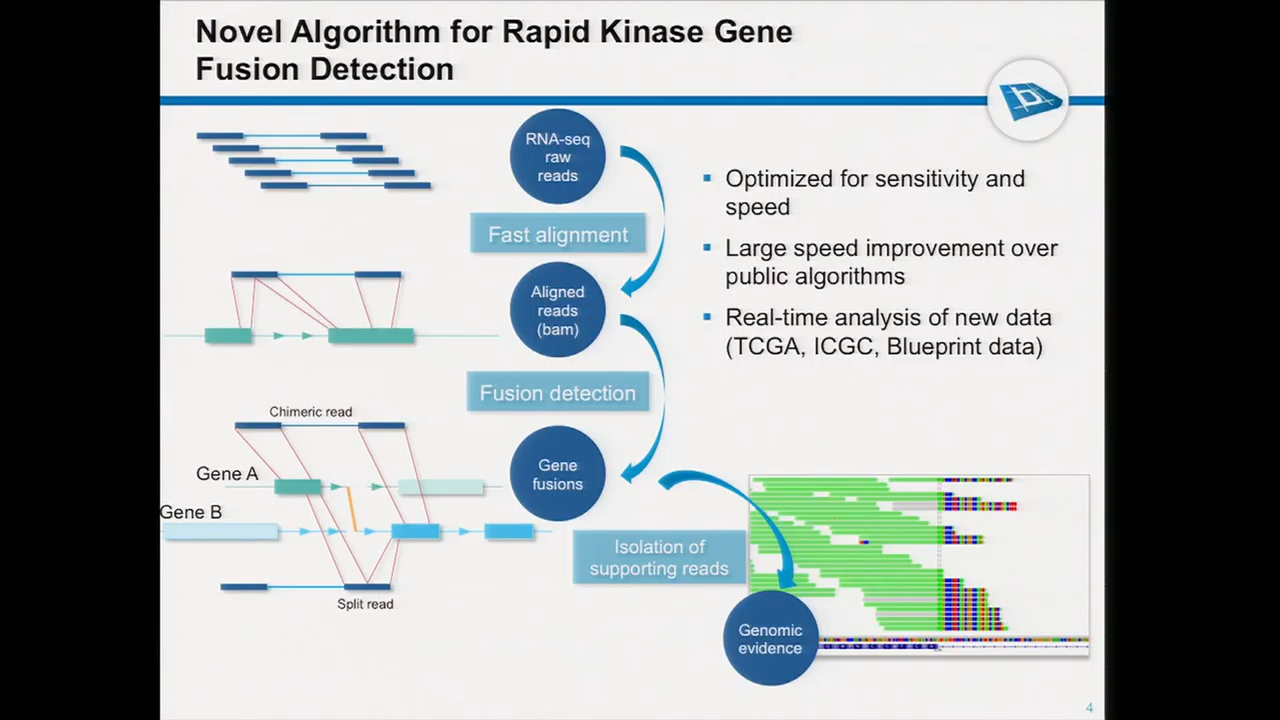 Novel Algorithm for Rapid Kinase Gene
Fusion Detection
RNA-seq
raw
reads
Fast alignment
Aligned
reads
(bam)
Fusion detection
Chimeric read
Gene A
Gene B
Split read
Gene
fusions
Isolation of
supporting reads
Genomic
evidence
▪ Optimized for sensitivity and
speed
▪ Large speed improvement over
public algorithms
▪ Real-time analysis of new data
(TCGA, ICGC, Blueprint data)
4